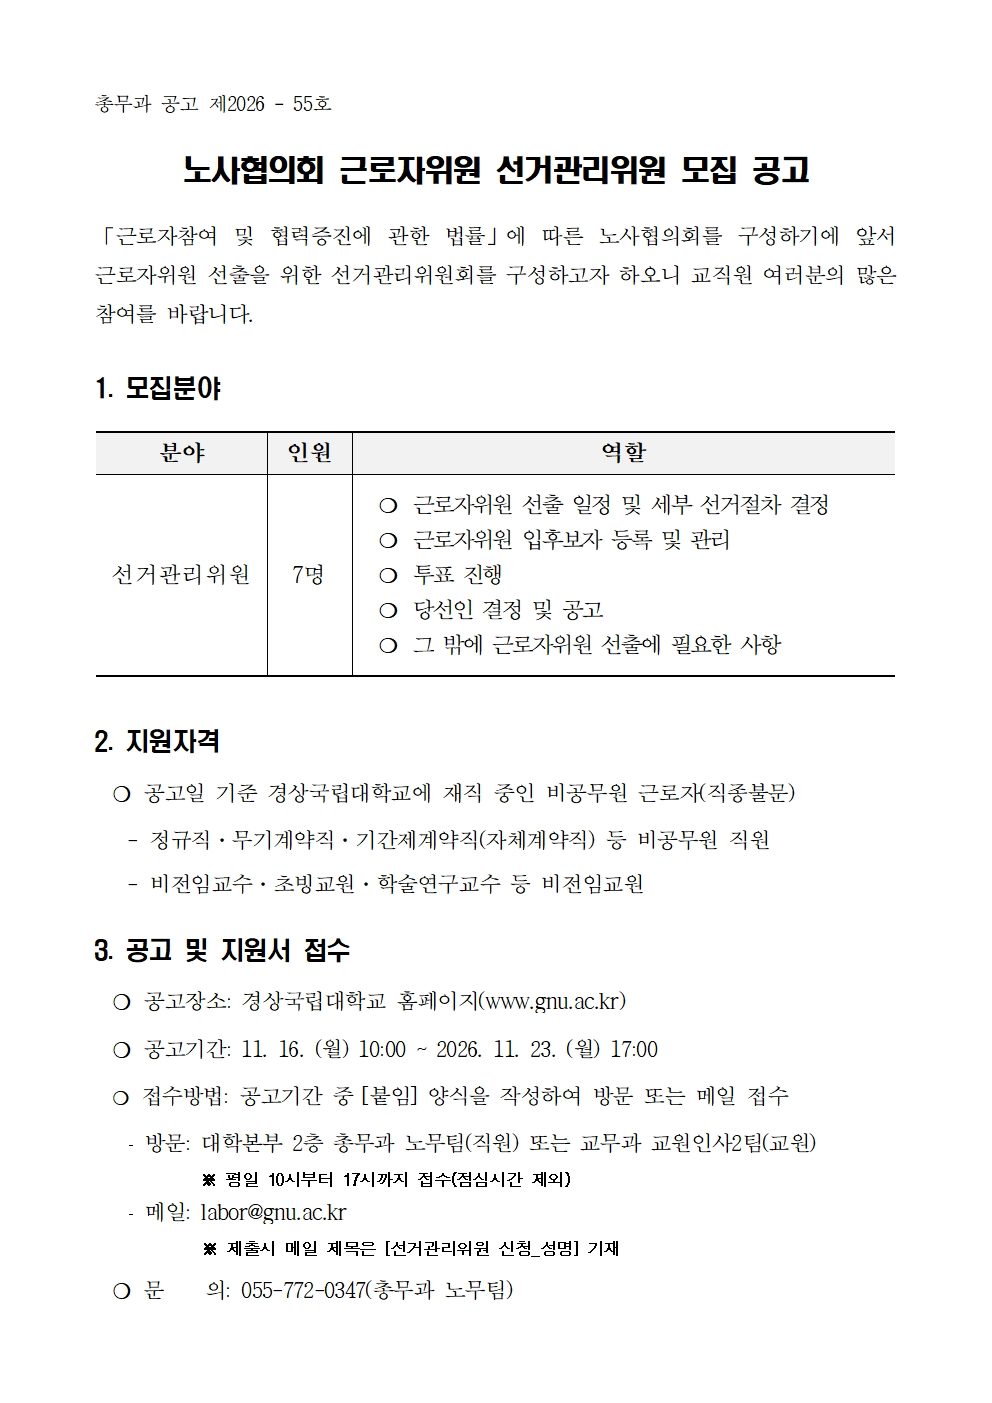 총무과 공고 제2026 - 55호
노사협의회 근로자위원 선거관리위원 모집 공고
「근로자참여 및 협력증진에 관한 법률」에 따른 노사협의회를 구성하기에 앞서
근로자위원 선출을 위한 선거관리위원회를 구성하고자 하오니 교직원 여러분의 많은
참여를 바랍니다.
1. 모집분야
분야 인원 역할
선거관리위원 7명
❍ 근로자위원 선출 일정 및 세부 선거절차 결정
❍ 근로자위원 입후보자 등록 및 관리
❍ 투표 진행
❍ 당선인 결정 및 공고
❍ 그 밖에 근로자위원 선출에 필요한 사항
2. 지원자격
❍ 공고일 기준 경상국립대학교에 재직 중인 비공무원 근로자(직종불문)
- 정규직·무기계약직·기간제계약직(자체계약직) 등 비공무원 직원
- 비전임교수·초빙교원·학술연구교수 등 비전임교원
3. 공고 및 지원서 접수
❍ 공고장소: 경상국립대학교 홈페이지(www.gnu.ac.kr)
❍ 공고기간: 11. 16. (월) 10:00 ~ 2026. 11. 23. (월) 17:00
❍ 접수방법: 공고기간 중 [붙임] 양식을 작성하여 방문 또는 메일 접수
- 방문: 대학본부 2층 총무과 노무팀(직원) 또는 교무과 교원인사2팀(교원)
※ 평일 10시부터 17시까지 접수(점심시간 제외)
- 메일: labor@gnu.ac.kr
※ 제출시 메일 제목은 [선거관리위원 신청_성명] 기재
❍ 문 의: 055-772-0347(총무과 노무팀)